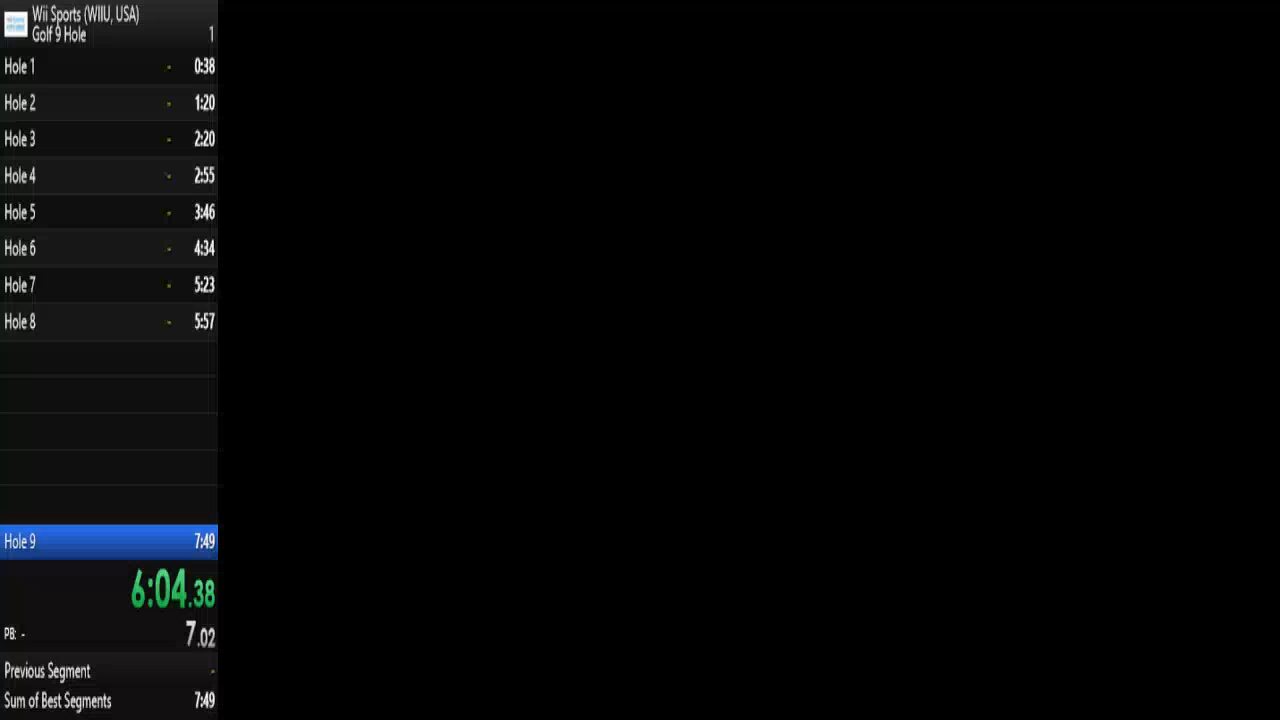 Wii Sports (WIIU, USA)
Golf 9 Hole 1
Hole 1 - 0:38
Hole 2 - 1:20
Hole 3 - 2:20
Hole 4 - 2:55
Hole 5 - 3:46
Hole 6 - 4:34
Hole 7 - 5:23
Hole 8 - 5:57
Hole 9 7:49
6:04.38
PB: - 7.02
Previous Segment -
Sum of Best Segments 7:49